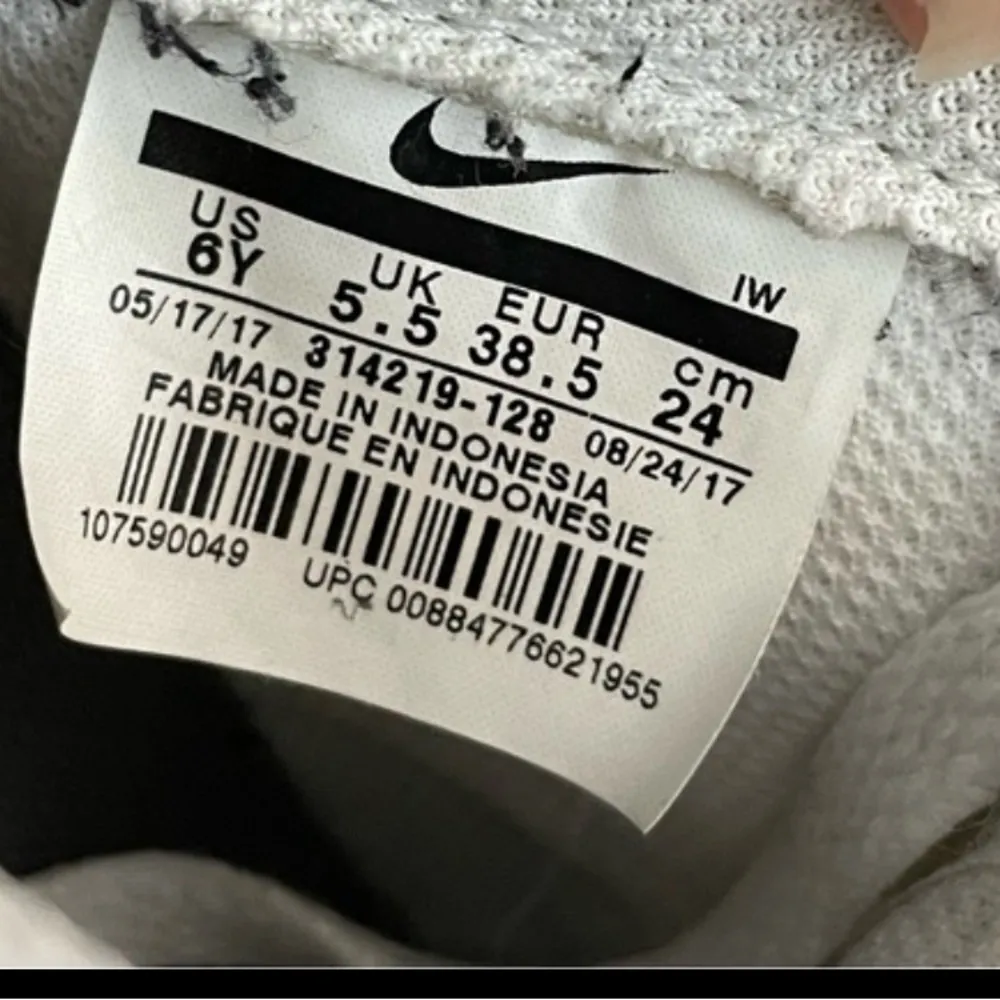 IW
US UK EUR cm
6Y 5.5 38.5 24
05/17/17 314219-128 08/24/17
MADE IN INDONESIA
FABRIQUE EN INDONESIE
107590049 UPC 00884776621955